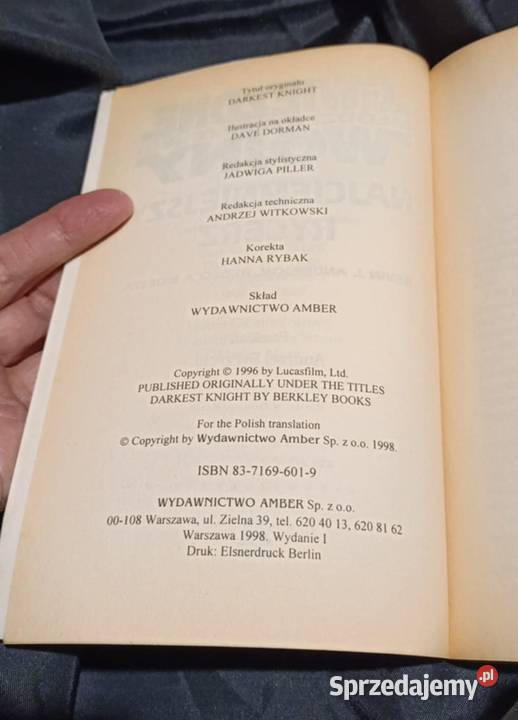 Tytuł oryginału
DARKEST KNIGHT
Ilustracja na okładce
DAVE DORMAN
Redakcja stylistyczna
JADWIGA PILLER
Redakcja techniczna
ANDRZEJ WITKOWSKI
Korekta
HANNA RYBAK
Skład
WYDAWNICTWO AMBER
Copyright © 1996 by Lucasfilm, Ltd.
PUBLISHED ORIGINALLY UNDER THE TITLES
DARKEST KNIGHT BY BERKLEY BOOKS
For the Polish translation
© Copyright by Wydawnictwo Amber Sp. z o.o. 1998.
ISBN 83-7169-601-9
WYDAWNICTWO AMBER Sp. z o.o.
00-108 Warszawa, ul. Zielna 39, tel. 620 40 13, 620 81 62
Warszawa 1998. Wydanie I
Druk: Elsnerdruck Berlin
Sprzedajemy.pl